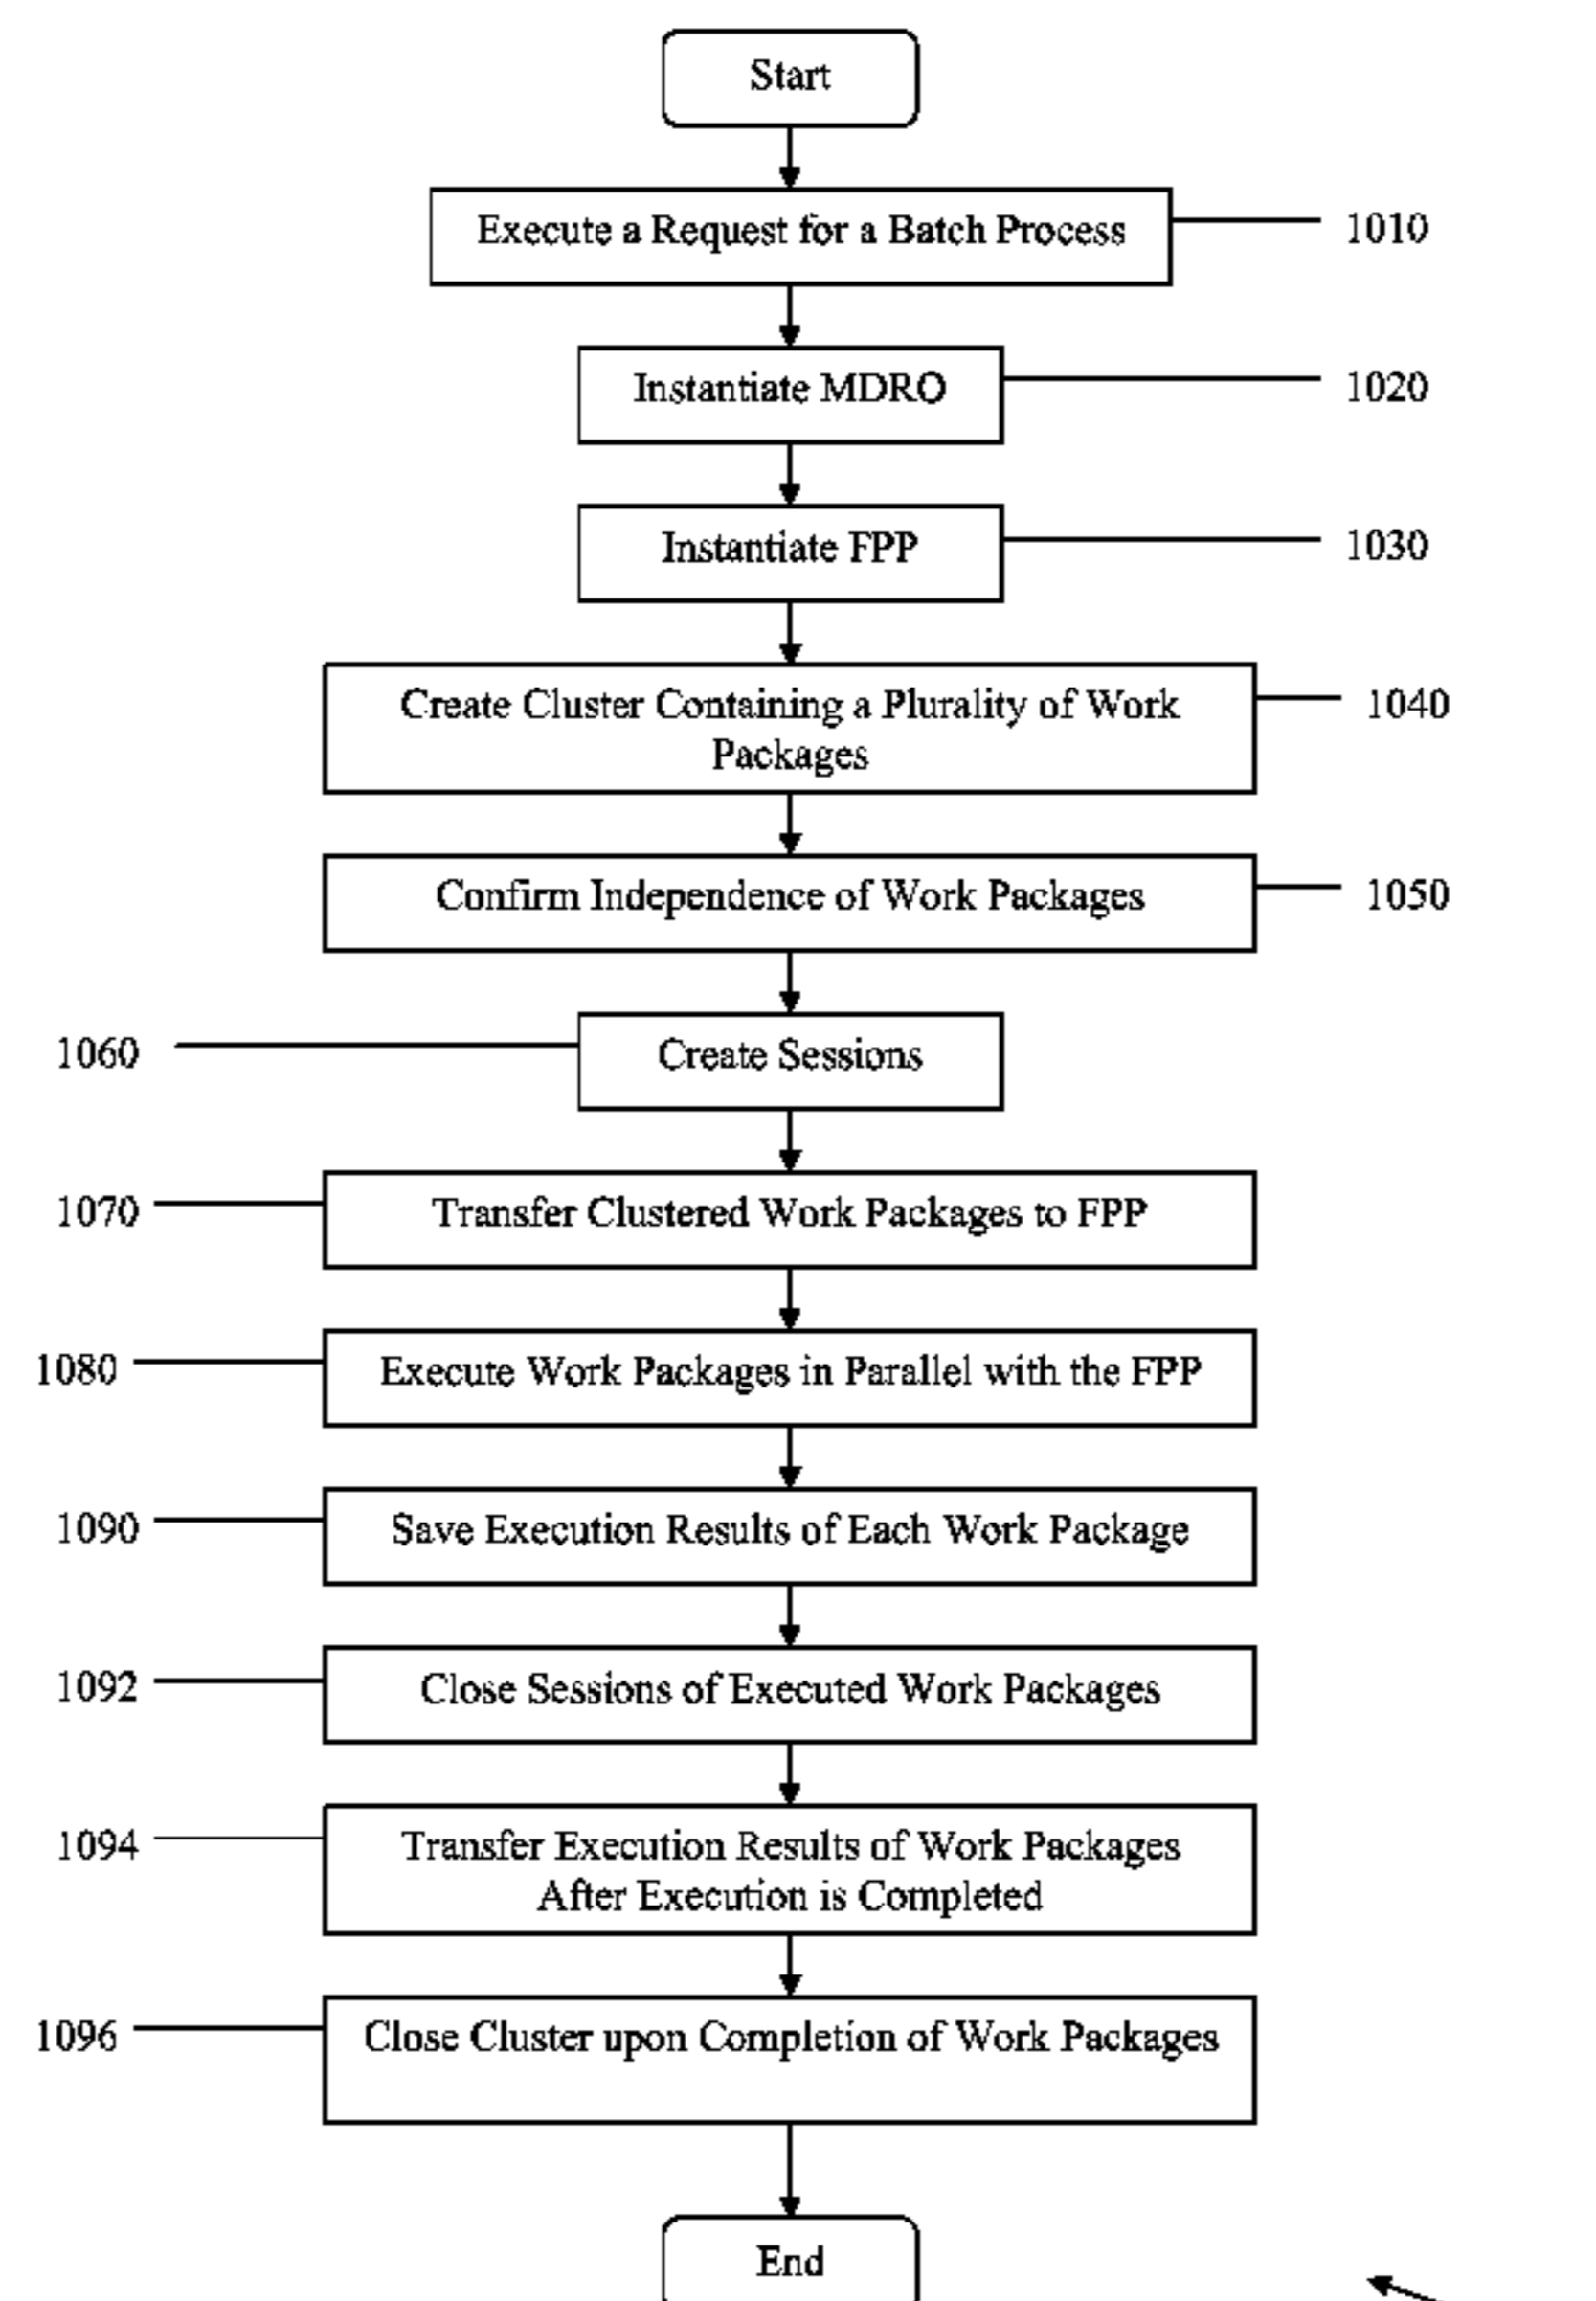 Start
Execute a Request for a Batch Process 1010
Instantiate MDRO 1020
Instantiate FPP 1030
Create Cluster Containing a Plurality of Work 1040
Packages
Confirm Independence of Work Packages 1050
1060 Create Sessions
1070 Transfer Clustered Work Packages to FPP
1080 Execute Work Packages in Parallel with the FPP
1090 Save Execution Results of Each Work Package
1092 Close Sessions of Executed Work Packages
1094 Transfer Execution Results of Work Packages
After Execution is Completed
1096 Close Cluster upon Completion of Work Packages
End